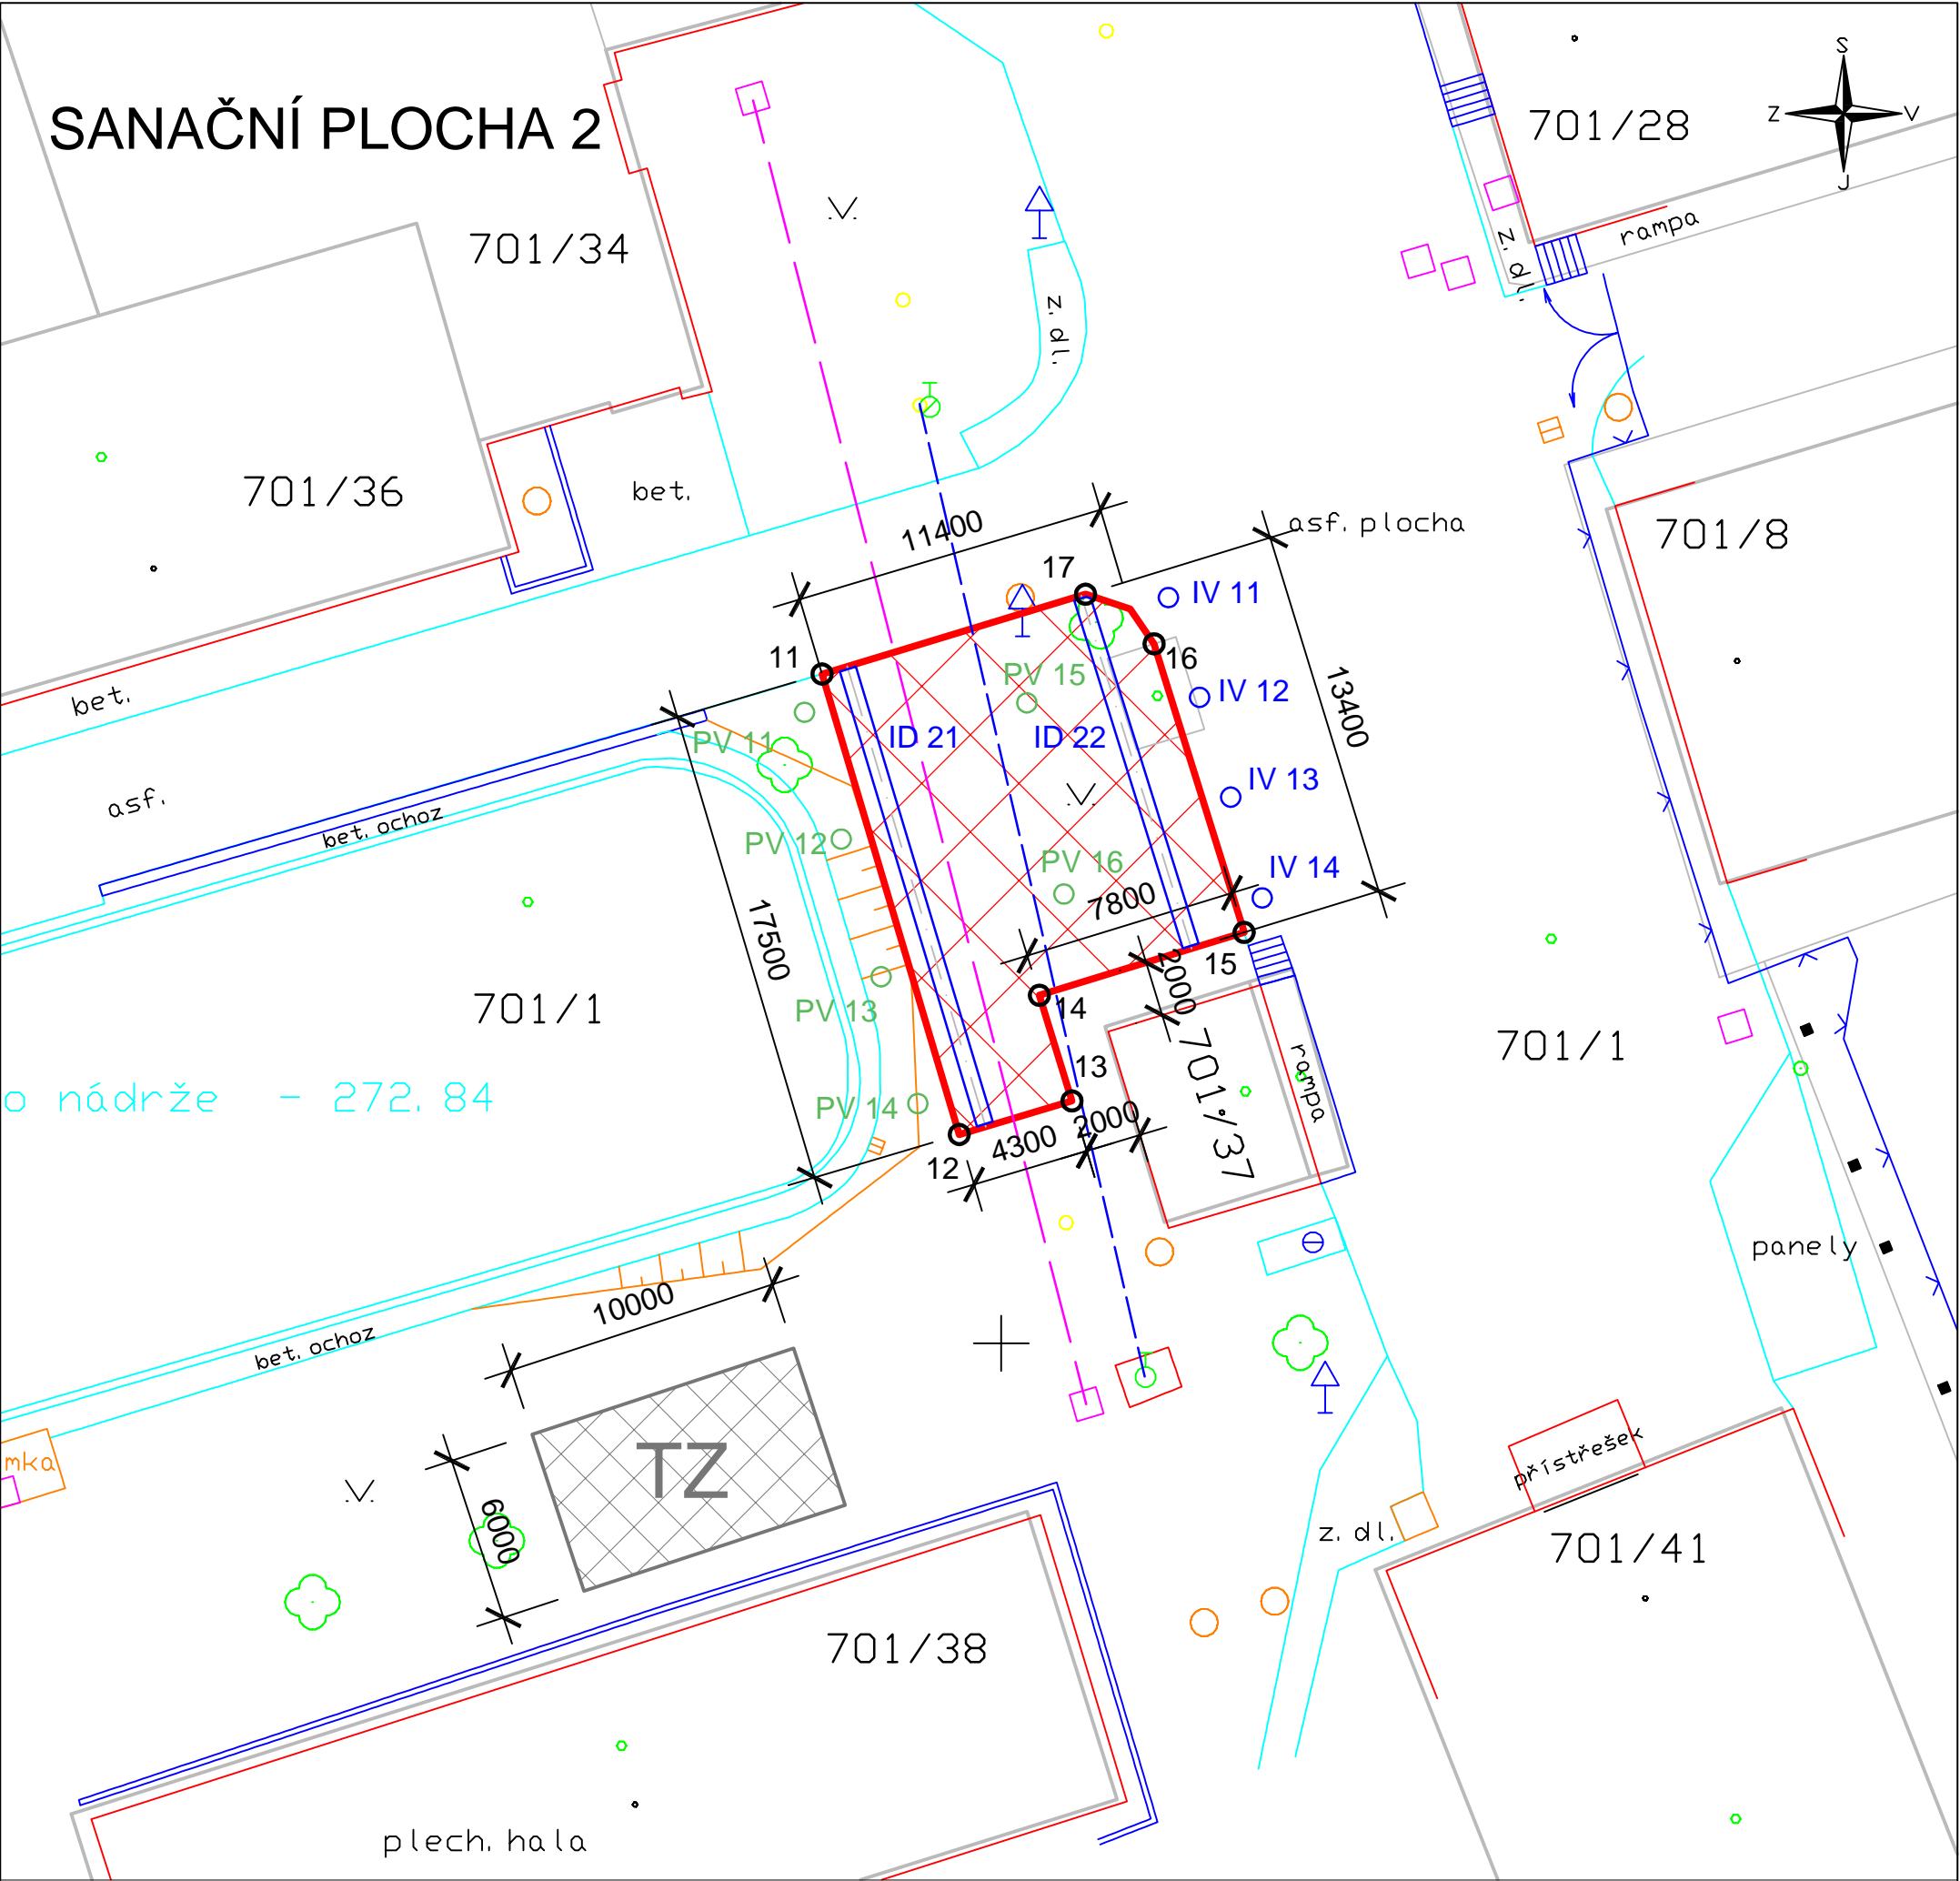 SANAČNÍ PLOCHA 2
S
Z
V
J
701/28
701/34
rampa
z. dl.
z. dl.
701/36
bet.
11400
asf. plocha
701/8
17
IV 11
11
16
PV 15
IV 12
13400
bet.
PV 11
ID 21
ID 22
IV 13
asf.
bet. ochoz
PV 12
PV 16
IV 14
7800
17500
15
2000
701/1
PV 13
14
701/1
13
rampa
701/37
o nádrže - 272.84
PV 14
2000
4300
12
panely
10000
bet. ochoz
mka
TZ
6000
přístřešek
z. dl.
701/41
701/38
plech. hala